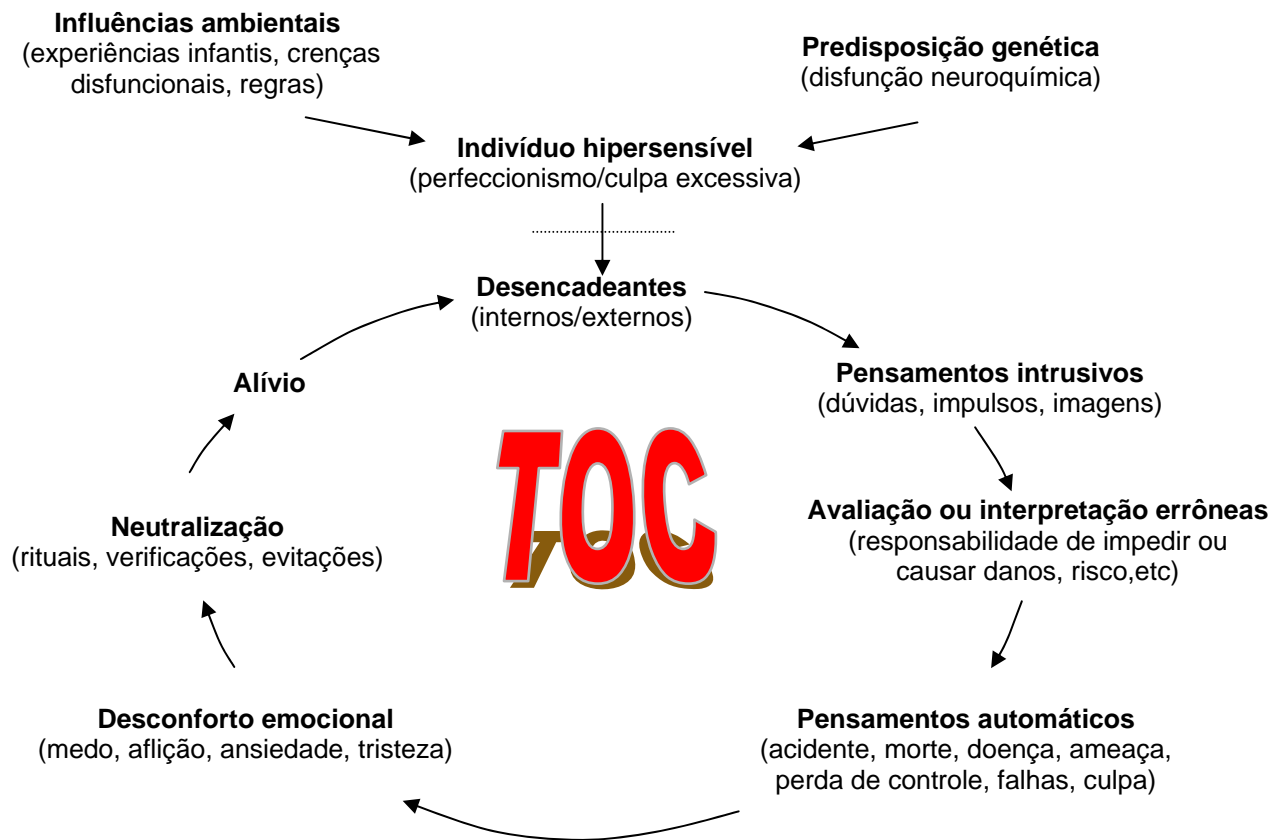 Influências ambientais
(experiências infantis, crenças
disfuncionais, regras)
Predisposição genética
(disfunção neuroquímica)
Indivíduo hipersensível
(perfeccionismo/culpa excessiva)
Desencadeantes
(internos/externos)
Pensamentos intrusivos
(dúvidas, impulsos, imagens)
Avaliação ou interpretação errôneas
(responsabilidade de impedir ou
causar danos, risco,etc)
Pensamentos automáticos
(acidente, morte, doença, ameaça,
perda de controle, falhas, culpa)
Desconforto emocional
(medo, aflição, ansiedade, tristeza)
Neutralização
(rituais, verificações, evitações)
Alívio
TOC